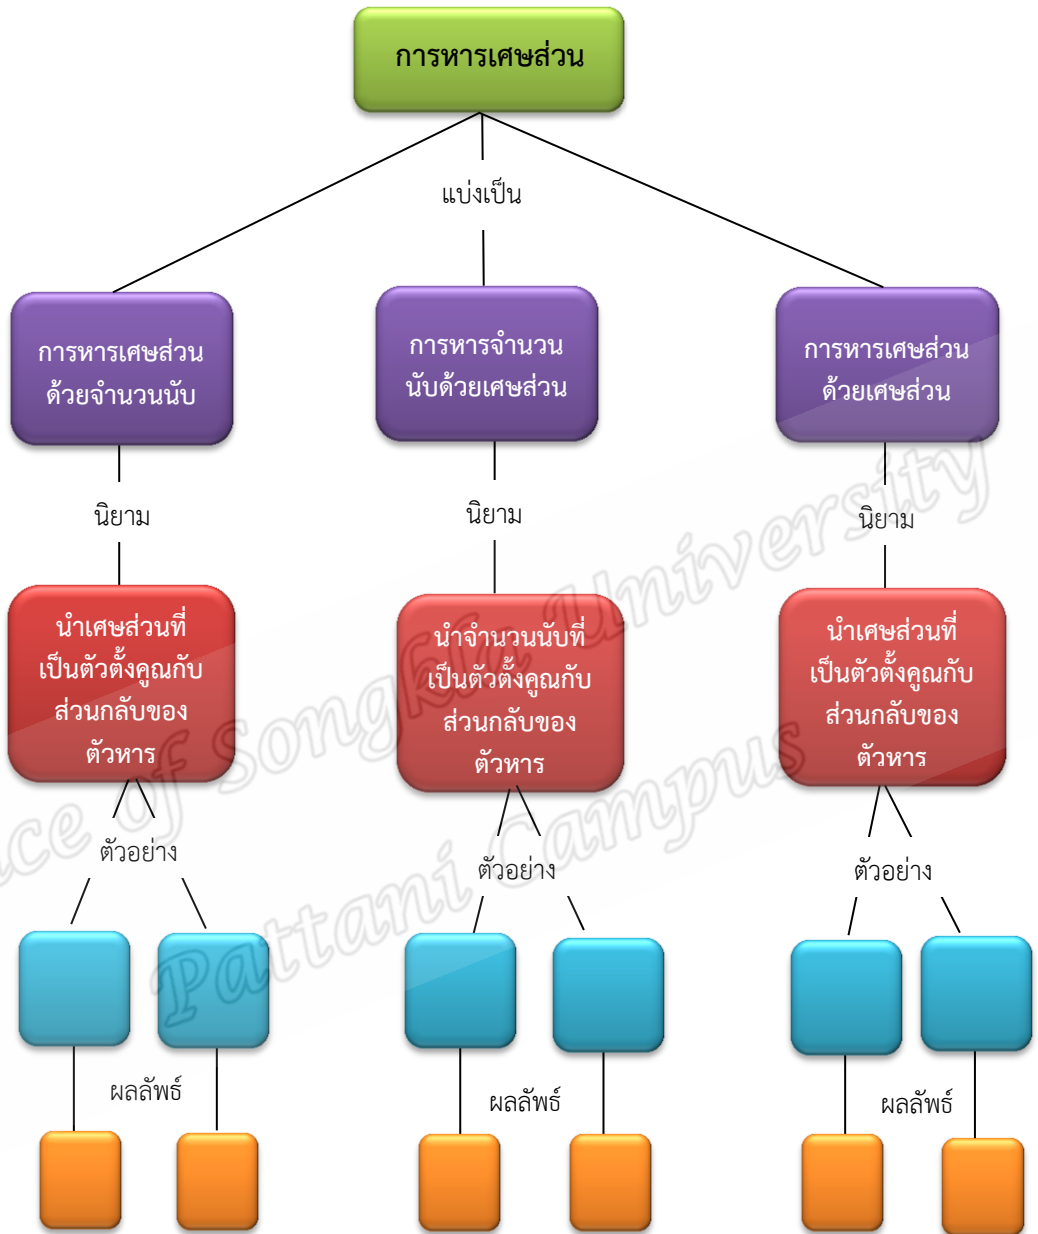 การหารเศษส่วน
แบ่งเป็น
การหารเศษส่วน
ด้วยจำนวนนับ
การหารจำนวน
นับด้วยเศษส่วน
การหารเศษส่วน
ด้วยเศษส่วน
นิยาม
นิยาม
นิยาม
นำเศษส่วนที่
เป็นตัวตั้งคูณกับ
ส่วนกลับของ
ตัวหาร
นำจำนวนนับที่
เป็นตัวตั้งคูณกับ
ส่วนกลับของ
ตัวหาร
นำเศษส่วนที่
เป็นตัวตั้งคูณกับ
ส่วนกลับของ
ตัวหาร
ตัวอย่าง
ตัวอย่าง
ตัวอย่าง
ผลลัพธ์
ผลลัพธ์
ผลลัพธ์
ce of Songkla University
Pattani Campus